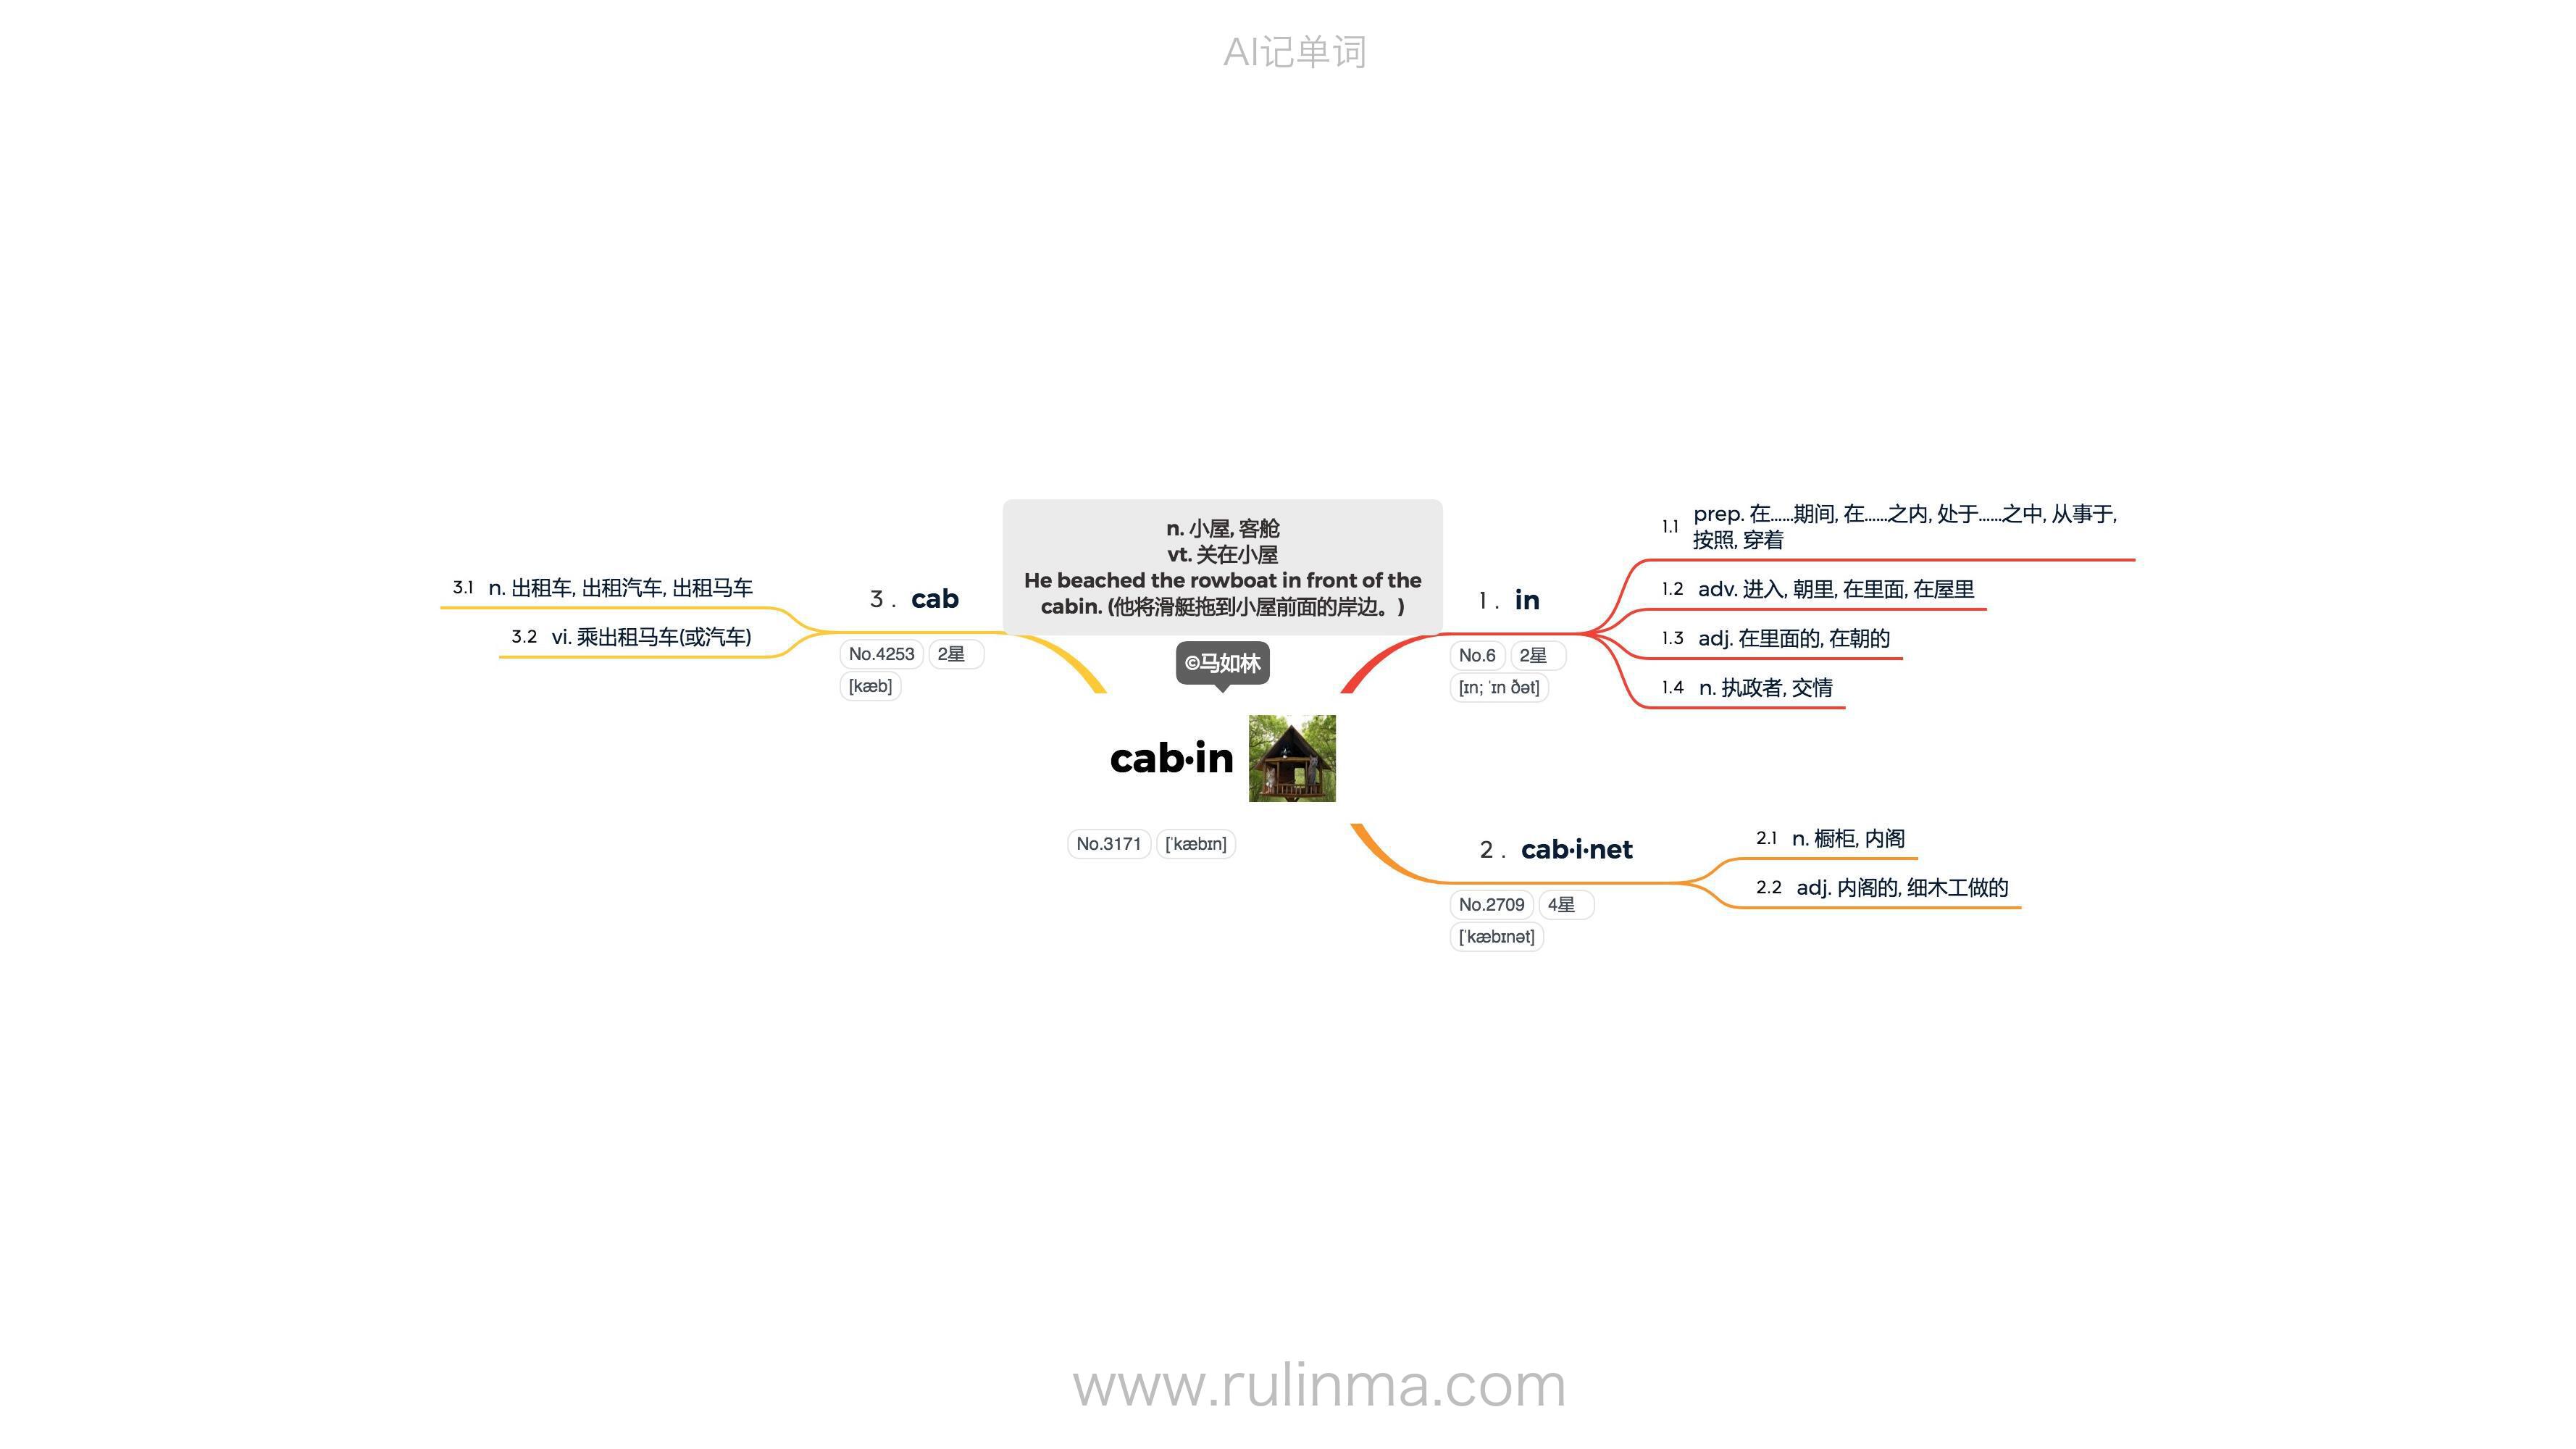 AI记单词
n. 小屋, 客舱
vt. 关在小屋
He beached the rowboat in front of the
cabin. (他将滑艇拖到小屋前面的岸边。)
©马如林
cab·in
No.3171 [ˈkæbɪn]
1 . in
No.6 2星
[ɪn; ˈɪn ðət]
1.1 prep. 在……期间, 在……之内, 处于……之中, 从事于,
按照, 穿着
1.2 adv. 进入, 朝里, 在里面, 在屋里
1.3 adj. 在里面的, 在朝的
1.4 n. 执政者, 交情
2 . cab·i·net
No.2709 4星
[ˈkæbɪnət]
2.1 n. 橱柜, 内阁
2.2 adj. 内阁的, 细木工做的
3 . cab
No.4253 2星
[kæb]
3.1 n. 出租车, 出租汽车, 出租马车
3.2 vi. 乘出租马车(或汽车)
www.rulinma.com